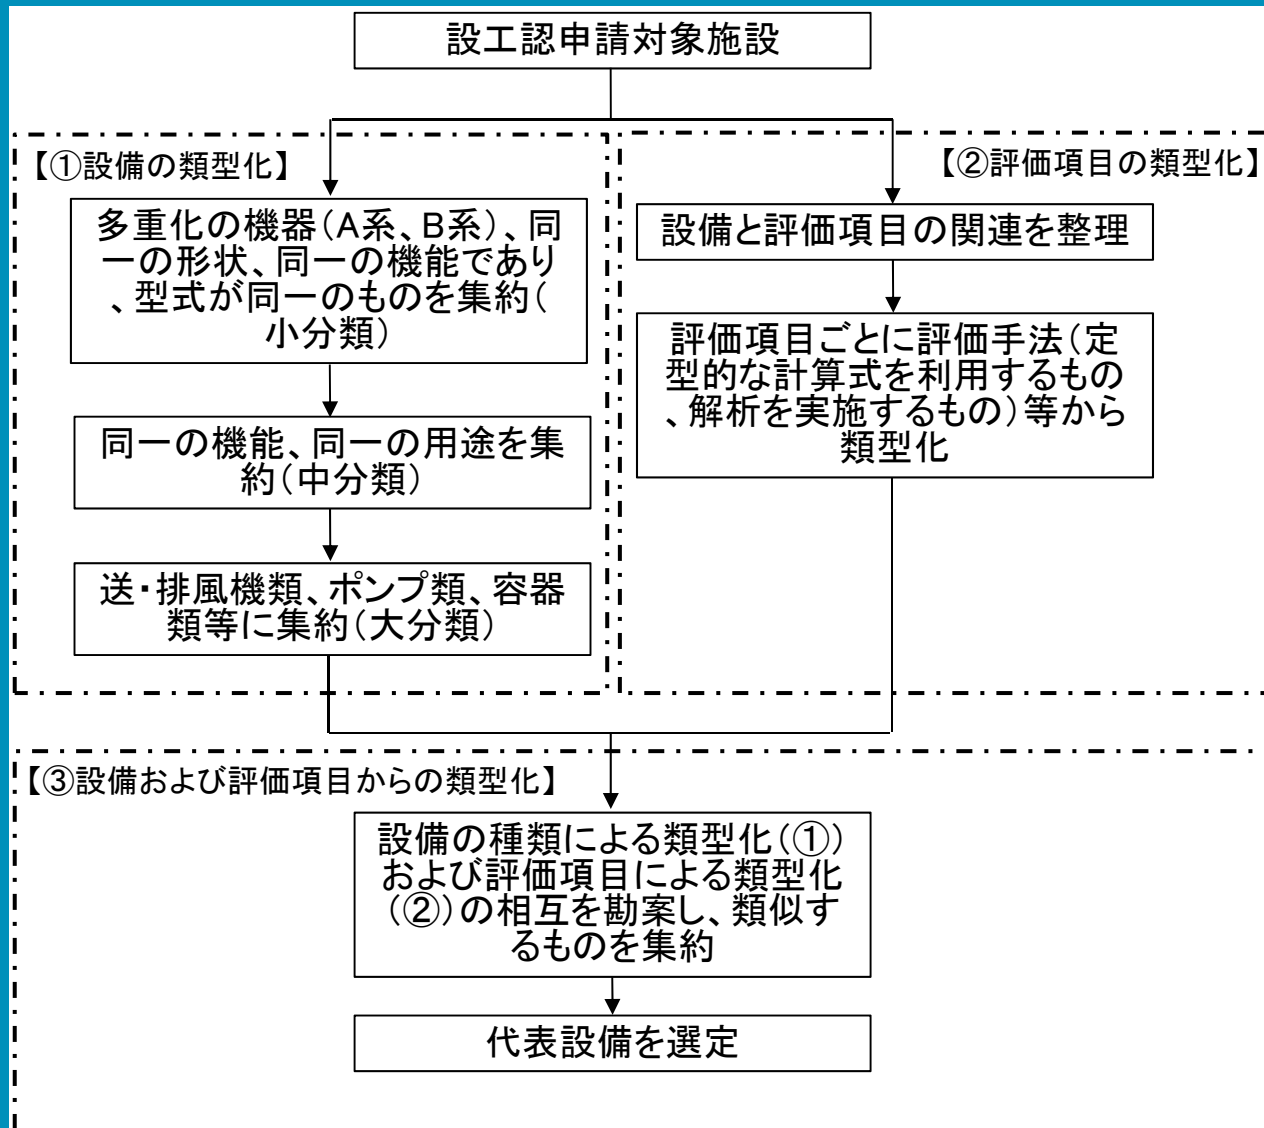 設工認申請対象施設
【①設備の類型化】
多重化の機器（A系、B系）、同
一の形状、同一の機能であり
、型式が同一のものを集約（
小分類）
同一の機能、同一の用途を集
約（中分類）
送・排風機類、ポンプ類、容器
類等に集約（大分類）
【②評価項目の類型化】
設備と評価項目の関連を整理
評価項目ごとに評価手法（定
型的な計算式を利用するもの
、解析を実施するもの）等から
類型化
【③設備および評価項目からの類型化】
設備の種類による類型化（①）
および評価項目による類型化
（②）の相互を勘案し、類似す
るものを集約
代表設備を選定